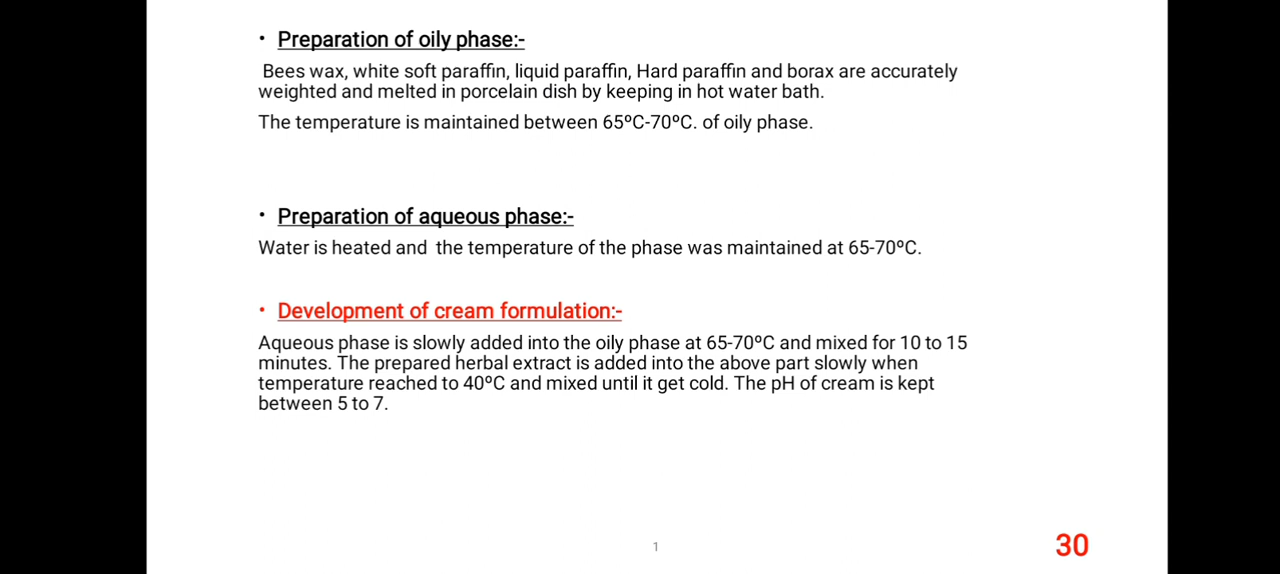 • Preparation of oily phase:-
Bees wax, white soft paraffin, liquid paraffin, Hard paraffin and borax are accurately
weighted and melted in porcelain dish by keeping in hot water bath.
The temperature is maintained between 65ºC-70ºC. of oily phase.
• Preparation of aqueous phase:-
Water is heated and the temperature of the phase was maintained at 65-70ºC.
• Development of cream formulation:-
Aqueous phase is slowly added into the oily phase at 65-70ºC and mixed for 10 to 15
minutes. The prepared herbal extract is added into the above part slowly when
temperature reached to 40ºC and mixed until it get cold. The pH of cream is kept
between 5 to 7.
1
30